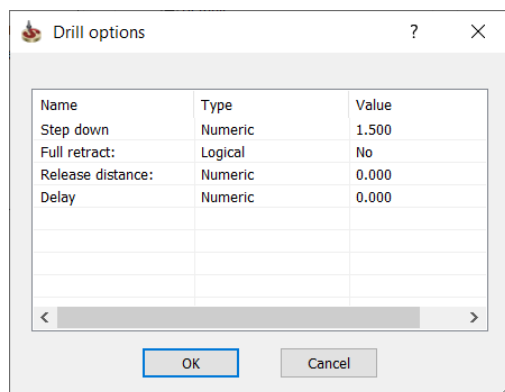 Drill options ?
Name Type Value
Step down Numeric 1.500
Full retract: Logical No
Release distance: Numeric 0.000
Delay Numeric 0.000
OK Cancel